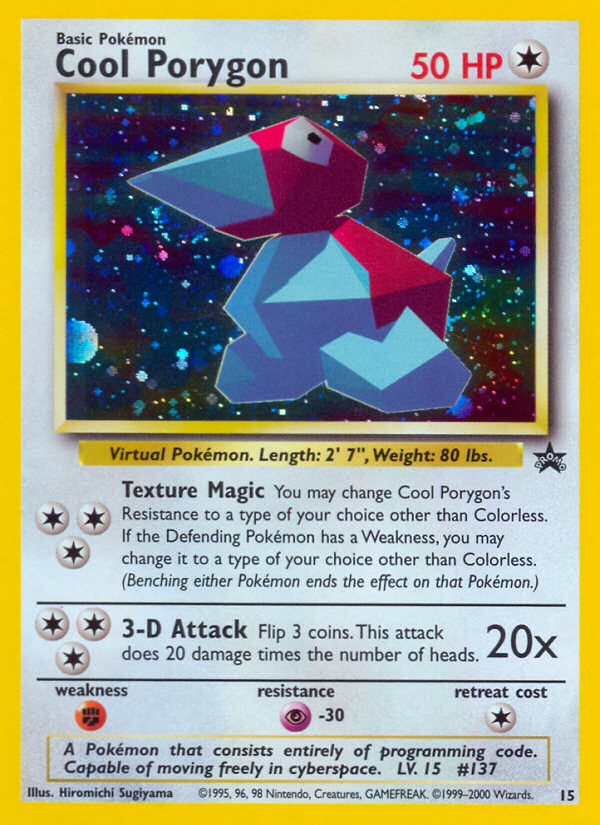 Basic Pokémon
Cool Porygon
50 HP
Virtual Pokémon. Length: 2' 7", Weight: 80 lbs.
PROMO
Texture Magic You may change Cool Porygon's
Resistance to a type of your choice other than Colorless.
If the Defending Pokémon has a Weakness, you may
change it to a type of your choice other than Colorless.
(Benching either Pokémon ends the effect on that Pokémon.)
3-D Attack Flip 3 coins. This attack
does 20 damage times the number of heads.
20x
weakness resistance retreat cost
-30
A Pokémon that consists entirely of programming code.
Capable of moving freely in cyberspace. LV. 15 #137
Illus. Hiromichi Sugiyama ©1995, 96, 98 Nintendo, Creatures, GAMEFREAK. ©1999-2000 Wizards. 15